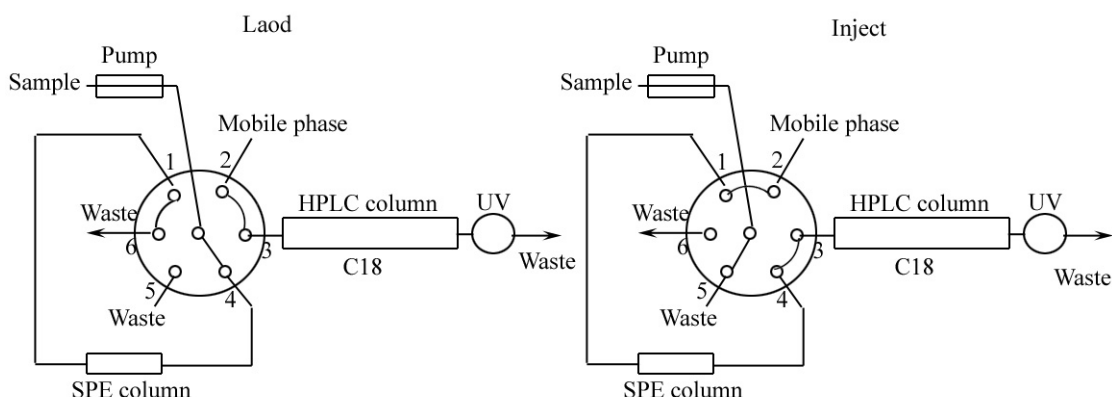 Laod
Pump
Sample
Mobile phase
1
2
Waste
HPLC column
UV
6
3
C18
Waste
5
4
Waste
SPE column
Inject
Pump
Sample
Mobile phase
1
2
Waste
HPLC column
UV
6
3
C18
Waste
5
4
Waste
SPE column